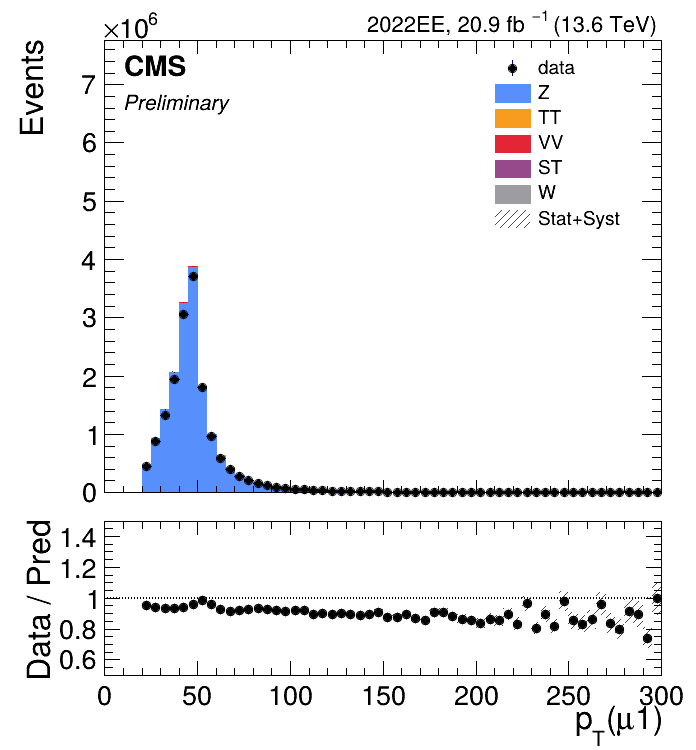 ×10^6
2022EE, 20.9 fb ^−1 (13.6 TeV)
CMS
Preliminary
Events
7
6
5
4
3
2
1
0
data
Z
TT
VV
ST
W
Stat+Syst
Data / Pred
1.4
1.2
1
0.8
0.6
0 50 100 150 200 250 300
p_T(μ1)